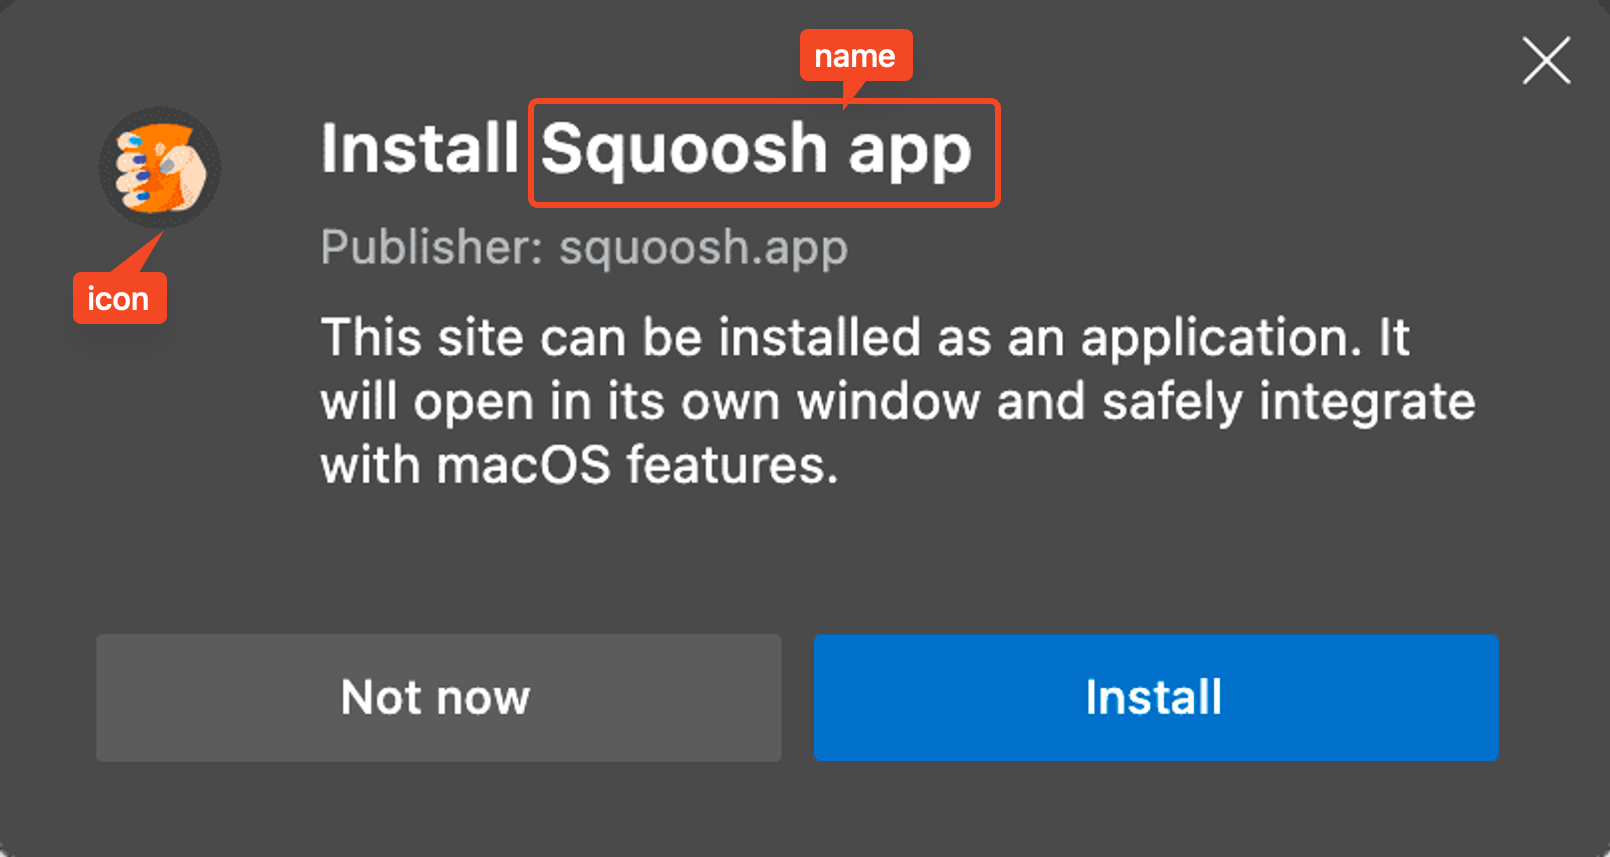 name
Install Squoosh app
Publisher: squoosh.app
icon
This site can be installed as an application. It
will open in its own window and safely integrate
with macOS features.
Not now
Install